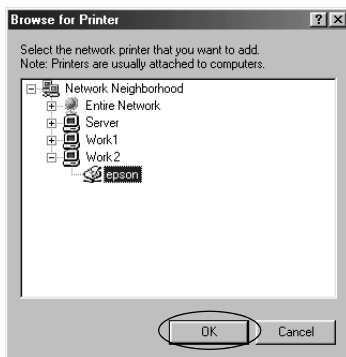 Browse for Printer
Select the network printer that you want to add.
Note: Printers are usually attached to computers.
Network Neighborhood
Entire Network
Server
Work1
Work2
epson
OK Cancel